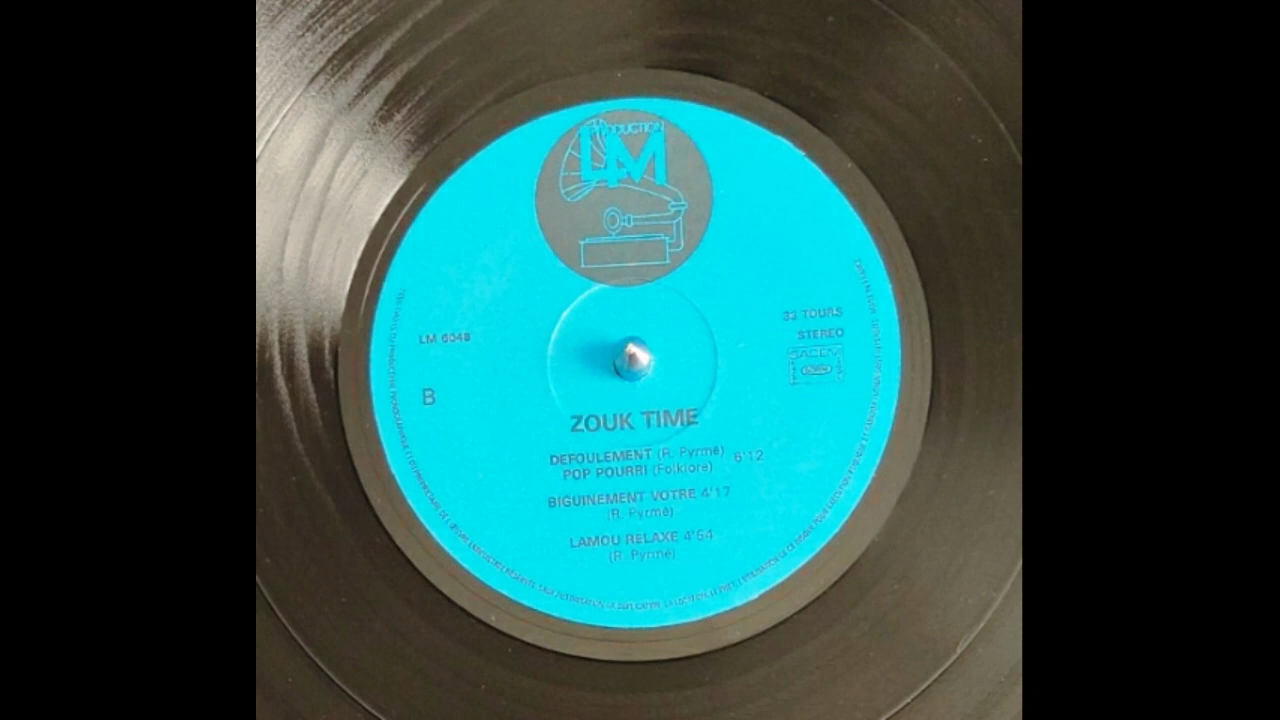 PRODUCTION
LM
LM 6048
33 TOURS
STEREO
SACEM
B
ZOUK TIME
DEFOULEMENT (R. Pyrmé) 6'12
POP POURRI (Folklore)
BIGUINEMENT VOTRE 4'17
(R. Pyrmé)
LAMOU RELAXE 4'54
(R. Pyrmé)